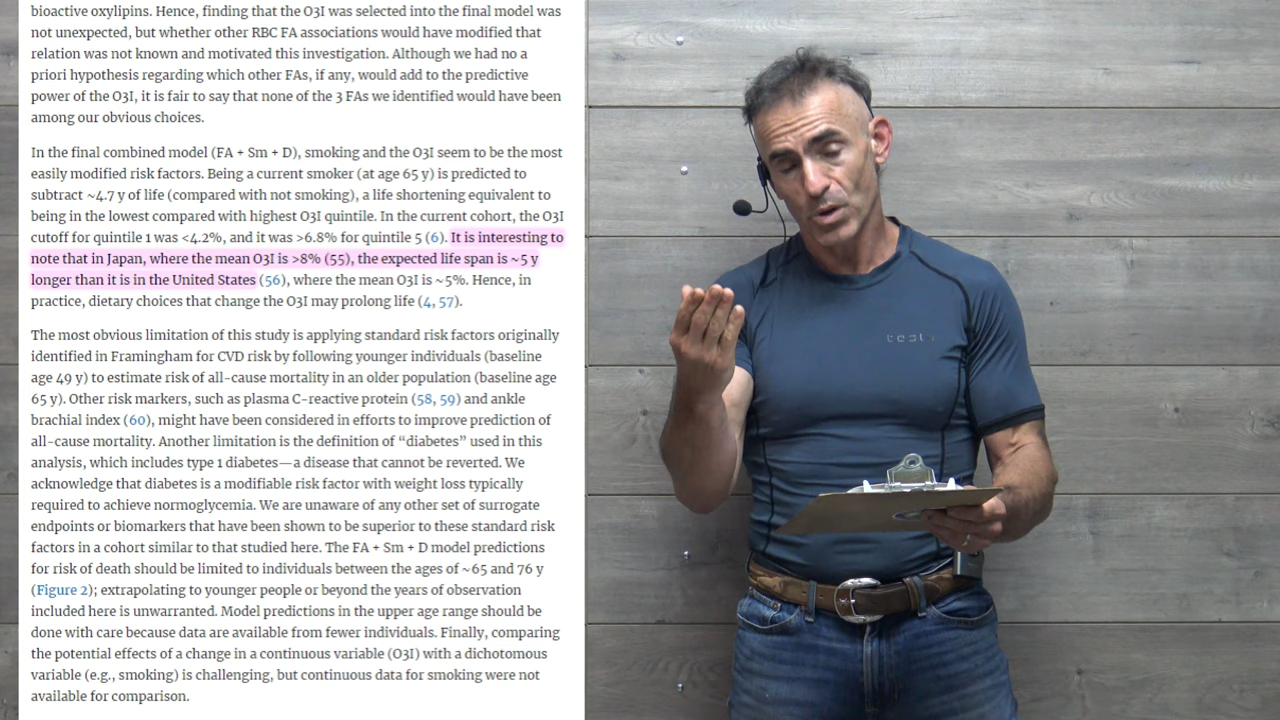 bioactive oxylipins. Hence, finding that the O3I was selected into the final model was
not unexpected, but whether other RBC FA associations would have modified that
relation was not known and motivated this investigation. Although we had no a
priori hypothesis regarding which other FAs, if any, would add to the predictive
power of the O3I, it is fair to say that none of the 3 FAs we identified would have been
among our obvious choices.
In the final combined model (FA + Sm + D), smoking and the O3I seem to be the most
easily modified risk factors. Being a current smoker (at age 65 y) is predicted to
subtract ~4.7 y of life (compared with not smoking), a life shortening equivalent to
being in the lowest compared with highest O3I quintile. In the current cohort, the O3I
cutoff for quintile 1 was <4.2%, and it was >6.8% for quintile 5 (6). It is interesting to
note that in Japan, where the mean O3I is >8% (55), the expected life span is ~5 y
longer than it is in the United States (56), where the mean O3I is ~5%. Hence, in
practice, dietary choices that change the O3I may prolong life (4, 57).
The most obvious limitation of this study is applying standard risk factors originally
identified in Framingham for CVD risk by following younger individuals (baseline
age 49 y) to estimate risk of all-cause mortality in an older population (baseline age
65 y). Other risk markers, such as plasma C-reactive protein (58, 59) and ankle
brachial index (60), might have been considered in efforts to improve prediction of
all-cause mortality. Another limitation is the definition of “diabetes” used in this
analysis, which includes type 1 diabetes—a disease that cannot be reverted. We
acknowledge that diabetes is a modifiable risk factor with weight loss typically
required to achieve normoglycemia. We are unaware of any other set of surrogate
endpoints or biomarkers that have been shown to be superior to these standard risk
factors in a cohort similar to that studied here. The FA + Sm + D model predictions
for risk of death should be limited to individuals between the ages of ~65 and 76 y
(Figure 2); extrapolating to younger people or beyond the years of observation
included here is unwarranted. Model predictions in the upper age range should be
done with care because data are available from fewer individuals. Finally, comparing
the potential effects of a change in a continuous variable (O3I) with a dichotomous
variable (e.g., smoking) is challenging, but continuous data for smoking were not
available for comparison.